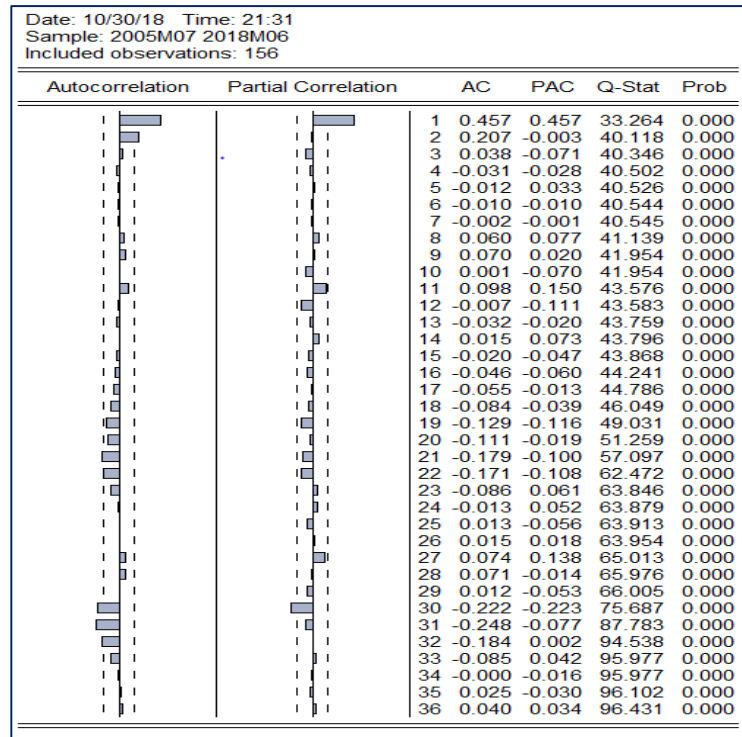 Date: 10/30/18 Time: 21:31
Sample: 2005M07 2018M06
Included observations: 156
Autocorrelation Partial Correlation AC PAC Q-Stat Prob
1 0.457 0.457 33.264 0.000
2 0.207 -0.003 40.118 0.000
3 0.038 -0.071 40.346 0.000
4 -0.031 -0.028 40.502 0.000
5 -0.012 0.033 40.526 0.000
6 -0.010 -0.010 40.544 0.000
7 -0.002 -0.001 40.545 0.000
8 0.060 0.077 41.139 0.000
9 0.070 0.020 41.954 0.000
10 0.001 -0.070 41.954 0.000
11 0.098 0.150 43.576 0.000
12 -0.007 -0.111 43.583 0.000
13 -0.032 -0.020 43.759 0.000
14 0.015 0.073 43.796 0.000
15 -0.020 -0.047 43.868 0.000
16 -0.046 -0.060 44.241 0.000
17 -0.055 -0.013 44.786 0.000
18 -0.084 -0.039 46.049 0.000
19 -0.129 -0.116 49.031 0.000
20 -0.111 -0.019 51.259 0.000
21 -0.179 -0.100 57.097 0.000
22 -0.171 -0.108 62.472 0.000
23 -0.086 0.061 63.846 0.000
24 -0.013 0.052 63.879 0.000
25 0.013 -0.056 63.913 0.000
26 0.015 0.018 63.954 0.000
27 0.074 0.138 65.013 0.000
28 0.071 -0.014 65.976 0.000
29 0.012 -0.053 66.005 0.000
30 -0.222 -0.223 75.687 0.000
31 -0.248 -0.077 87.783 0.000
32 -0.184 0.002 94.538 0.000
33 -0.085 0.042 95.977 0.000
34 -0.000 -0.016 95.977 0.000
35 0.025 -0.030 96.102 0.000
36 0.040 0.034 96.431 0.000